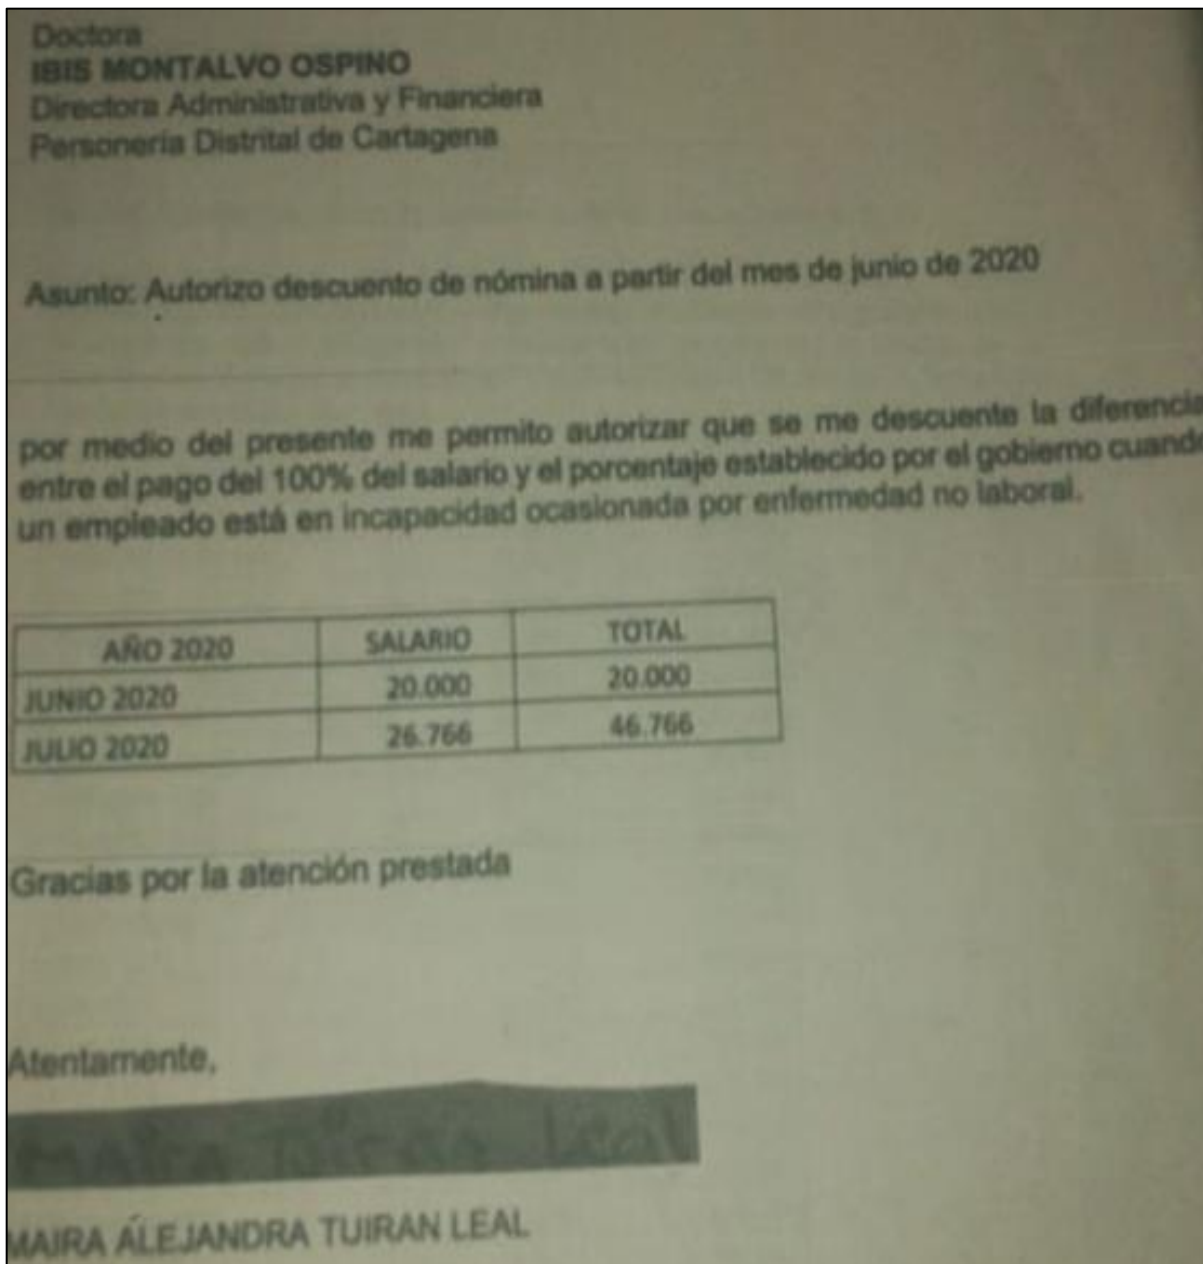 Doctora
IBIS MONTALVO OSPINO
Directora Administrativa y Financiera
Personería Distrital de Cartagena
Asunto: Autorizo descuento de nómina a partir del mes de junio de 2020
por medio del presente me permito autorizar que se me descuente la diferencia
entre el pago del 100% del salario y el porcentaje establecido por el gobierno cuando
un empleado está en incapacidad ocasionada por enfermedad no laboral.
AÑO 2020 SALARIO TOTAL
JUNIO 2020 20.000 20.000
JULIO 2020 26.766 46.766
Gracias por la atención prestada
Atentamente,
Maira Leal
MAIRA ALEJANDRA TUIRAN LEAL